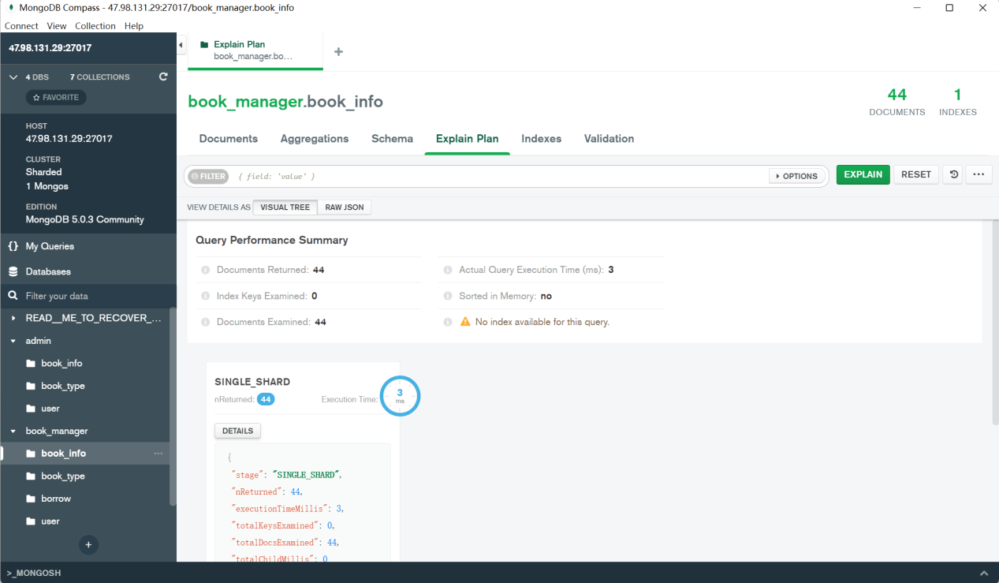 MongoDB Compass - 47.98.131.29:27017/book_manager.book_info
Connect View Collection Help
47.98.131.29:27017
4 DBS 7 COLLECTIONS
FAVORITE
HOST
47.98.131.29:27017
CLUSTER
Sharded
1 Mongos
EDITION
MongoDB 5.0.3 Community
{} My Queries
Databases
Filter your data
READ__ME_TO_RECOVER_...
admin
book_info
book_type
user
book_manager
book_info ...
book_type
borrow
user
+
Explain Plan
book_manager.bo...
+
book_manager.book_info
44
DOCUMENTS
1
INDEXES
Documents Aggregations Schema Explain Plan Indexes Validation
FILTER { field: 'value' } OPTIONS EXPLAIN RESET ...
VIEW DETAILS AS VISUAL TREE RAW JSON
Query Performance Summary
Documents Returned: 44
Actual Query Execution Time (ms): 3
Index Keys Examined: 0
Sorted in Memory: no
Documents Examined: 44
No index available for this query.
SINGLE_SHARD
nReturned: 44 Execution Time: 3 ms
DETAILS
{
"stage": "SINGLE_SHARD",
"nReturned": 44,
"executionTimeMillis": 3,
"totalKeysExamined": 0,
"totalDocsExamined": 44,
"totalChildMillis": 0
>_MONGOSH